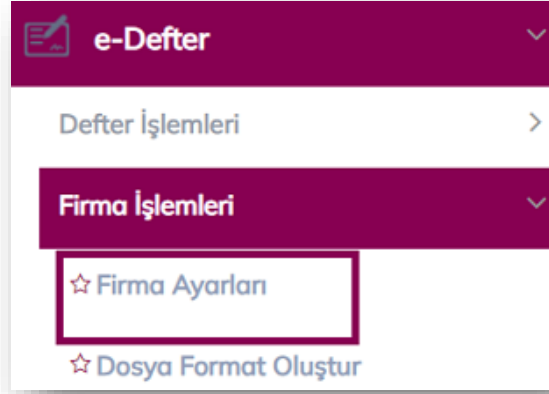 e-Defter
Defter İşlemleri
Firma İşlemleri
Firma Ayarları
Dosya Format Oluştur